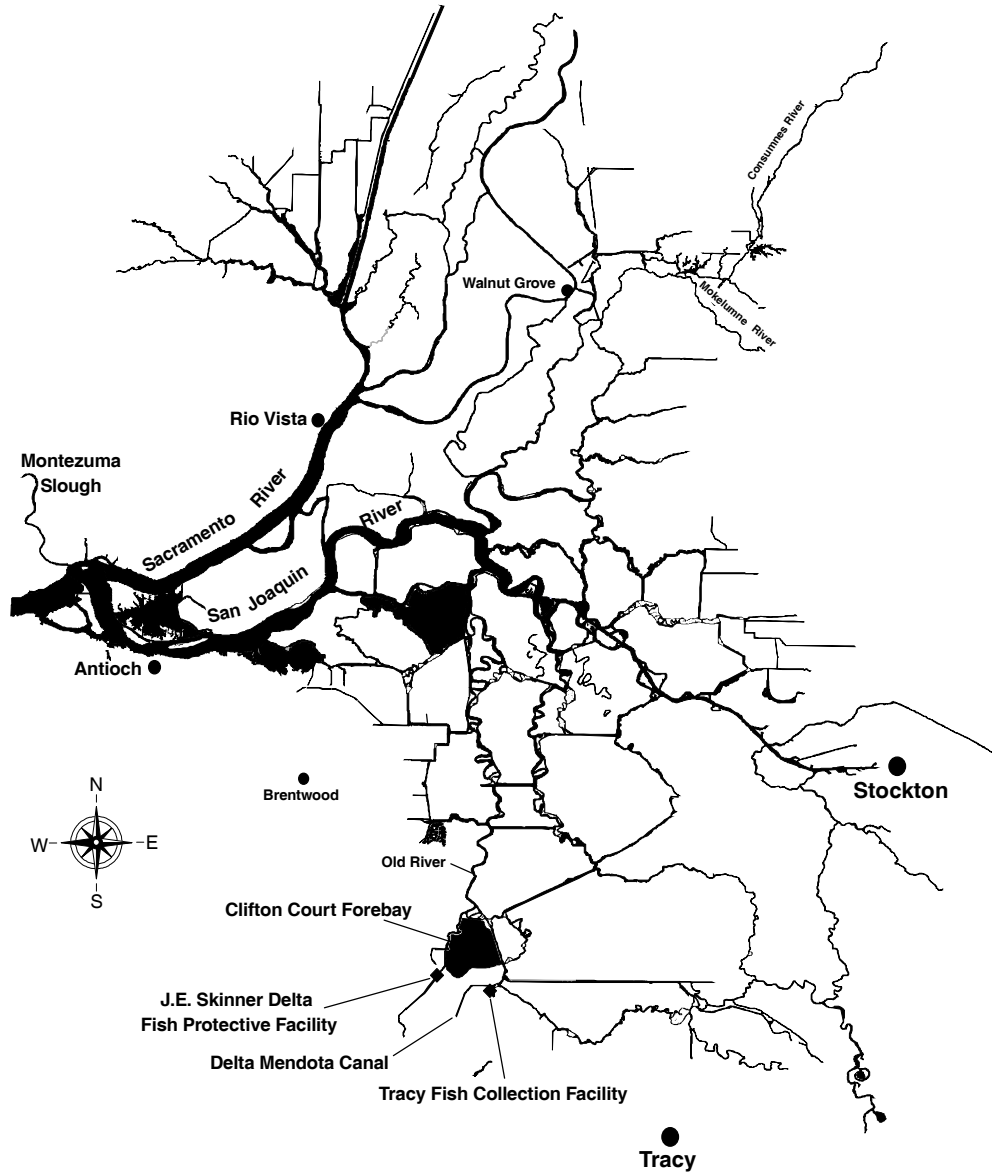 Consumnes River
Walnut Grove
Mokelumne River
Rio Vista
Montezuma
Slough
Sacramento River
San Joaquin River
Antioch
N
W
E
S
Brentwood
Stockton
Old River
Clifton Court Forebay
J.E. Skinner Delta
Fish Protective Facility
Delta Mendota Canal
Tracy Fish Collection Facility
Tracy